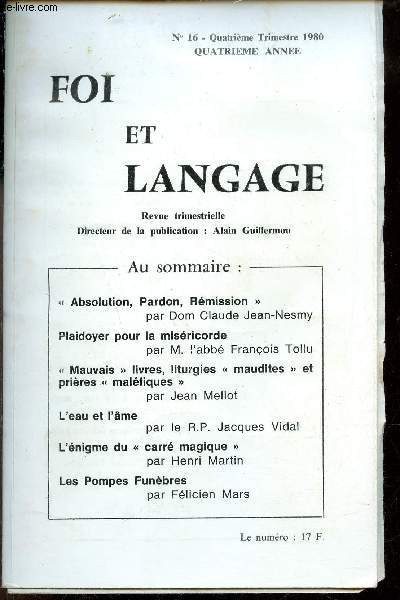 le-livre.com
N° 16 - Quatrième Trimestre 1980
QUATRIEME ANNEE
FOI
ET
LANGAGE
Revue trimestrielle
Directeur de la publication : Alain Guillermou
Au sommaire :
« Absolution, Pardon, Rémission »
par Dom Claude Jean-Nesmy
Plaidoyer pour la miséricorde
par M. l'abbé François Tollu
« Mauvais » livres, liturgies « maudites » et
prières « maléfiques »
par Jean Mellot
L'eau et l'âme
par le R.P. Jacques Vidal
L'énigme du « carré magique »
par Henri Martin
Les Pompes Funèbres
par Félicien Mars
Le numéro : 17 F.